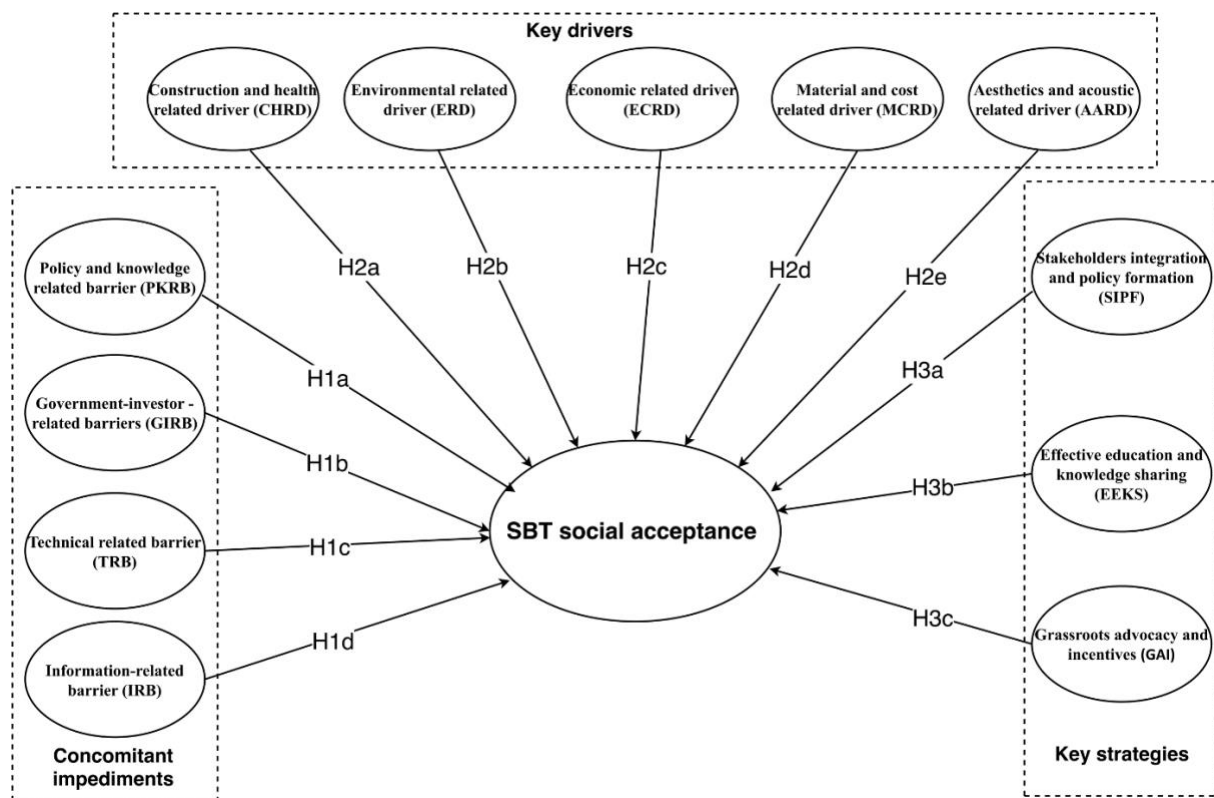 Key drivers
Construction and health
related driver (CHRD)
Environmental related
driver (ERD)
Economic related driver
(ECRD)
Material and cost
related driver (MCRD)
Aesthetics and acoustic
related driver (AARD)
H2a
H2b
H2c
H2d
H2e
Policy and knowledge
related barrier (PKRB)
Government-investor -
related barriers (GIRB)
Technical related barrier
(TRB)
Information-related
barrier (IRB)
Concomitant
impediments
H1a
H1b
H1c
H1d
SBT social acceptance
H3a
H3b
H3c
Stakeholders integration
and policy formation
(SIPF)
Effective education and
knowledge sharing
(EEKS)
Grassroots advocacy and
incentives (GAI)
Key strategies